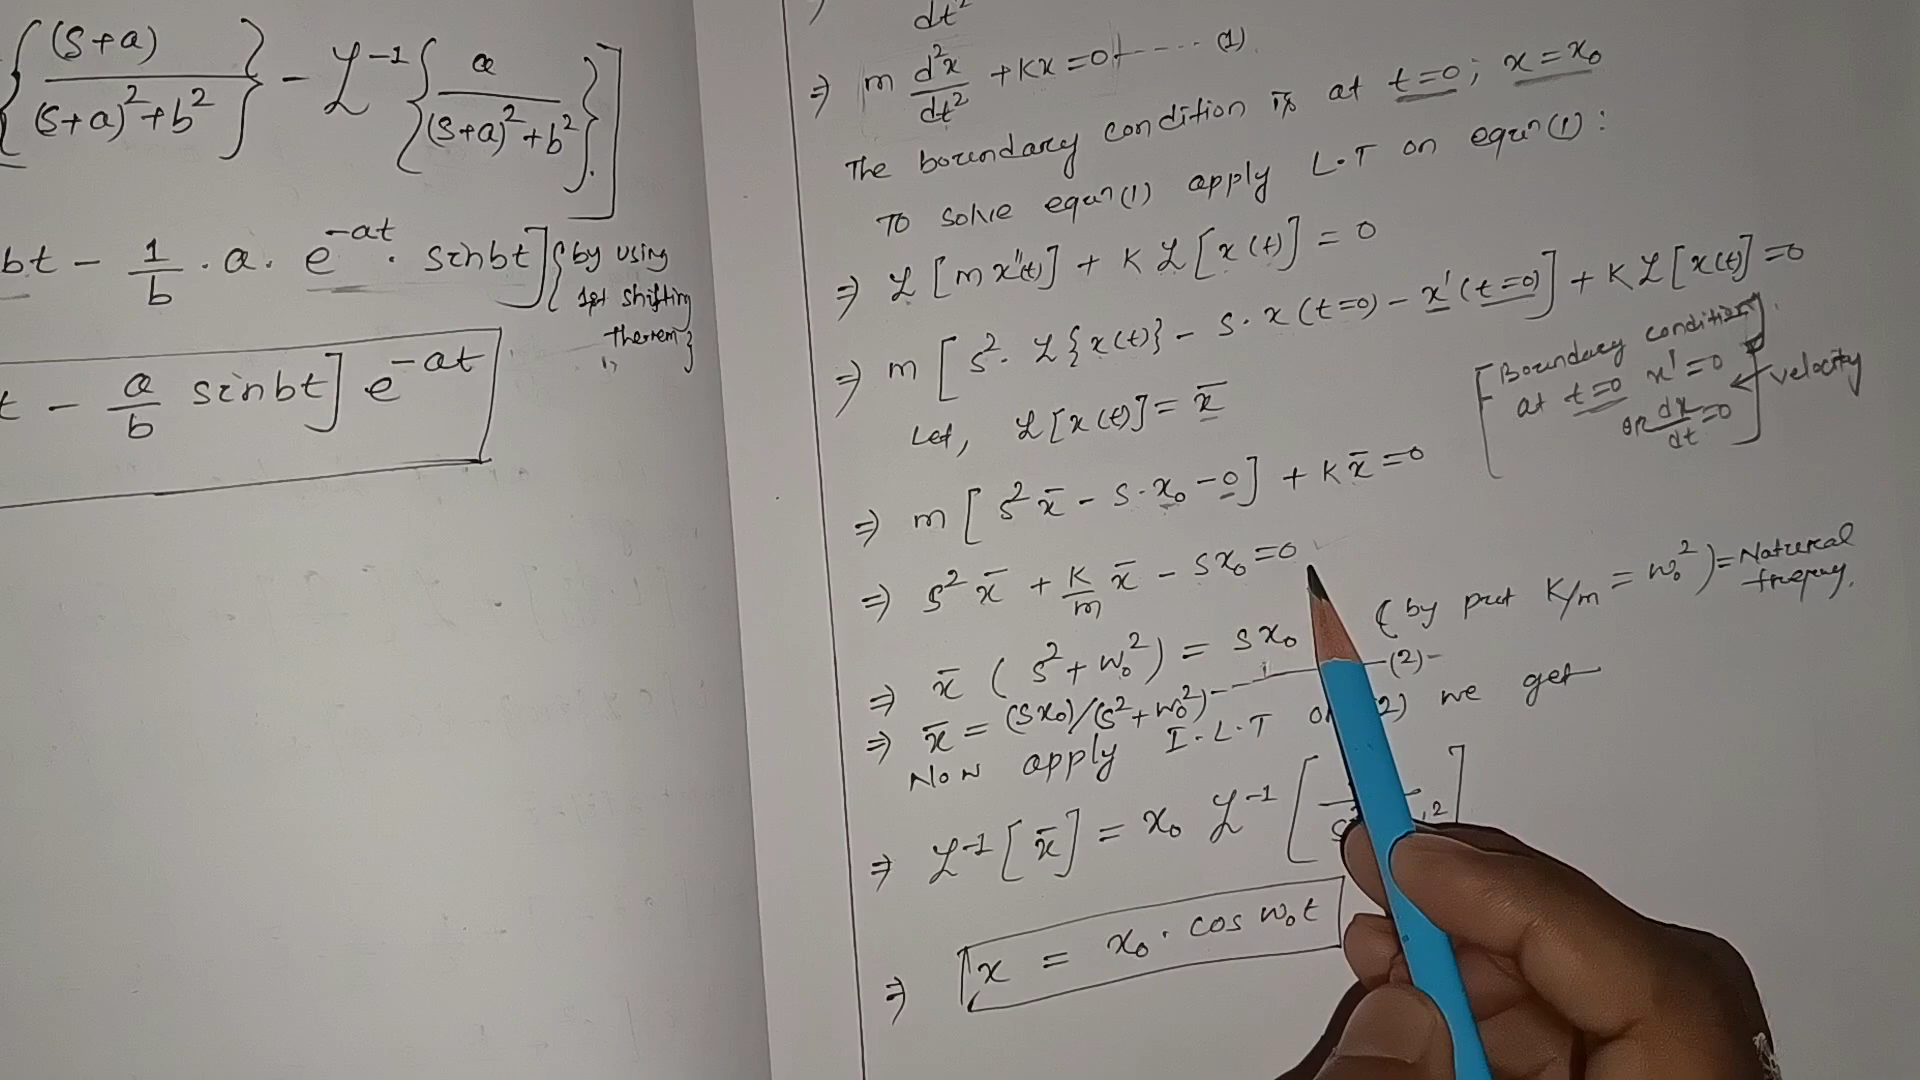 {(s+a)/((s+a)²+b²)} - ℒ⁻¹{a/((s+a)²+b²)}]
bt - 1/b . a . e^-at . sinbt] {by using
1st shifting
therem}
t - a/b sinbt] e^-at
dt²
⇒ m d²x/dt² + Kx = 0 ----- (1)
The boundary condition is at t=0; x = x₀
To solve equⁿ(1) apply L.T on equⁿ(1) :
⇒ ℒ[m x''(t)] + K ℒ[x(t)] = 0
⇒ m[s². ℒ{x(t)} - s. x(t=0) - x'(t=0)] + K ℒ[x(t)] = 0
Let, ℒ[x(t)] = x̄
[Boundary condition
at t=0 x'=0
or dx/dt=0] ← velocity
⇒ m[s² x̄ - s. x₀ - 0] + K x̄ = 0
⇒ s² x̄ + K/m x̄ - s x₀ = 0
(by put K/m = w₀²) = Natural
⇒ x̄ (s² + w₀²) = s x₀
⇒ x̄ = (s x₀)/(s² + w₀²) ------ (2)
Now apply I.L.T (2) we get
⇒ ℒ⁻¹[x̄] = x₀ ℒ⁻¹[
⇒ x = x₀ . cos w₀t